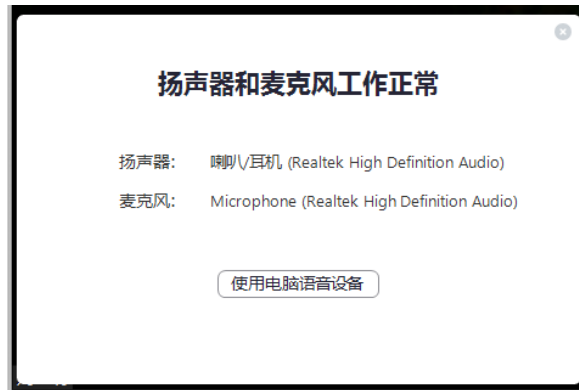 扬声器和麦克风工作正常
扬声器: 喇叭/耳机 (Realtek High Definition Audio)
麦克风: Microphone (Realtek High Definition Audio)
使用电脑语音设备